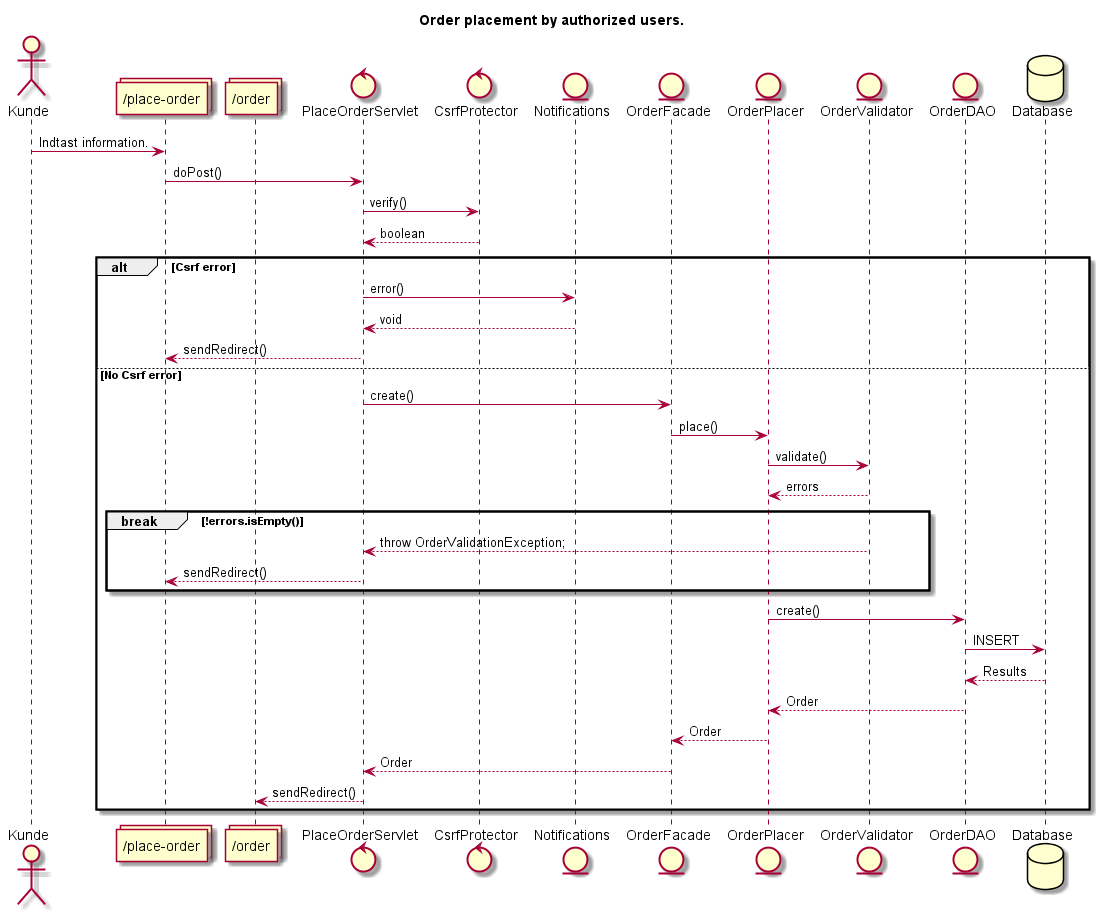 Order placement by authorized users.
Kunde
/place-order
/order
PlaceOrderServlet
CsrfProtector
Notifications
OrderFacade
OrderPlacer
OrderValidator
OrderDAO
Database
Indtast information.
doPost()
verify()
boolean
alt [Csrf error]
error()
void
sendRedirect()
[No Csrf error]
create()
place()
validate()
errors
break [!errors.isEmpty()]
throw OrderValidationException;
sendRedirect()
create()
INSERT
Results
Order
Order
Order
sendRedirect()
Kunde
/place-order
/order
PlaceOrderServlet
CsrfProtector
Notifications
OrderFacade
OrderPlacer
OrderValidator
OrderDAO
Database